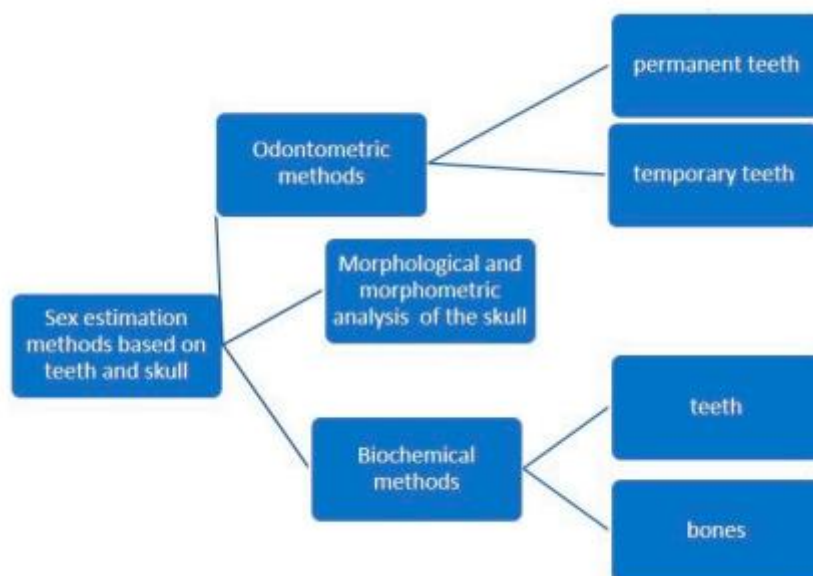 permanent teeth
Odontometric
methods
temporary teeth
Morphological and
morphometric
analysis of the skull
Sex estimation
methods based on
teeth and skull
teeth
Biochemical
methods
bones